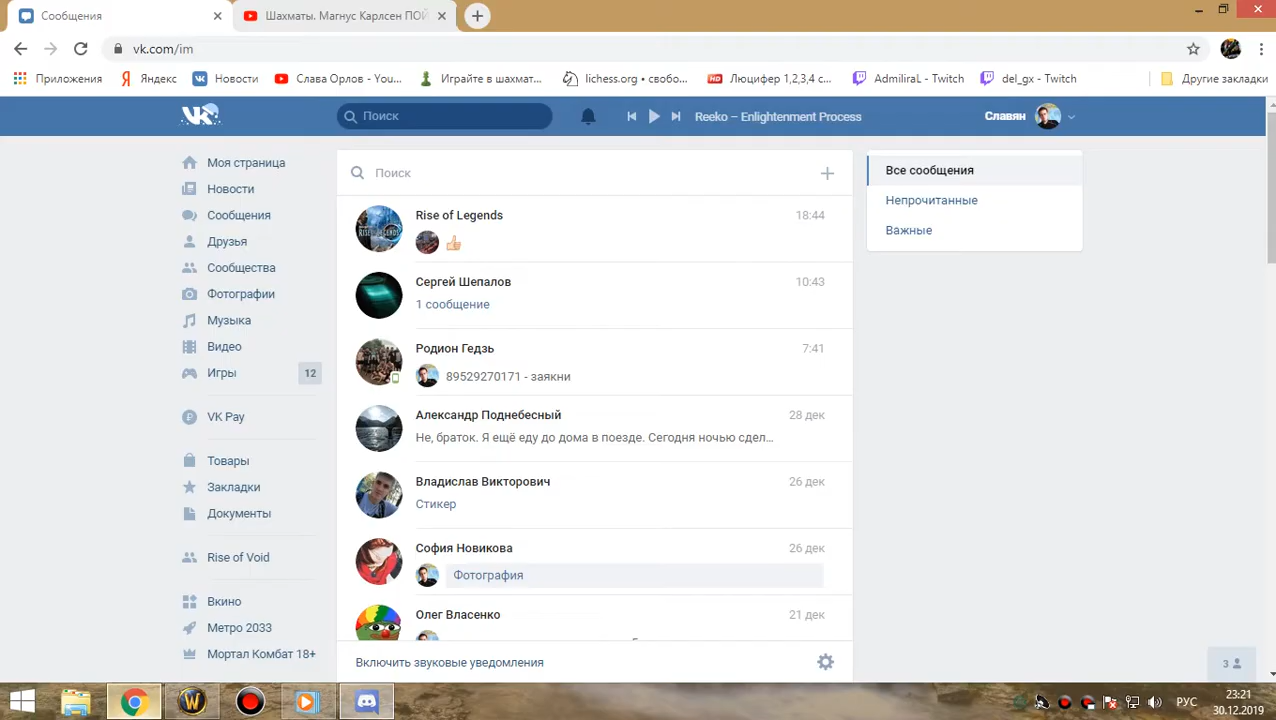 Сообщения
Шахматы. Магнус Карлсен ПОЙ
vk.com/im
Приложения
Яндекс
Новости
Слава Орлов - You...
Играйте в шахмат...
lichess.org • свобо...
Люцифер 1,2,3,4 с...
AdmiiraL - Twitch
del_gx - Twitch
Другие закладки
Поиск
Reeko – Enlightenment Process
Славян
Моя страница
Новости
Сообщения
Друзья
Сообщества
Фотографии
Музыка
Видео
Игры
12
VK Pay
Товары
Закладки
Документы
Rise of Void
Вкино
Метро 2033
Мортал Комбат 18+
Поиск
Rise of Legends
18:44
Сергей Шепалов
10:43
1 сообщение
Родион Гедзь
7:41
89529270171 - заякни
Александр Поднебесный
28 дек
Не, браток. Я ещё еду до дома в поезде. Сегодня ночью сдел...
Владислав Викторович
26 дек
Стикер
София Новикова
26 дек
Фотография
Олег Власенко
21 дек
Включить звуковые уведомления
Все сообщения
Непрочитанные
Важные
3
РУС
23:21
30.12.2019